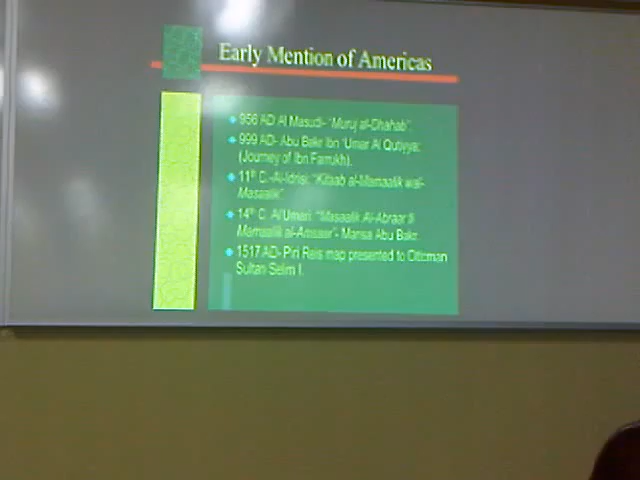 Early Mention of Americas
956 AD Al Masudi- "Muruj al-Dhahab".
999 AD- Abu Bakr Ibn 'Umar Al Qutiyya:
(Journey of Ibn Farrukh).
11th C.-Al-Idrisi: "Kitaab al-Mamaalik wal-
Masaalik"
14th C. Al Umari: "Masaalik Al-Abraar fi
Mamaalik al-Amsaar"- Mansa Abu Bakr.
1517 AD- Piri Reis map presented to Ottoman
Sultan Selim I.